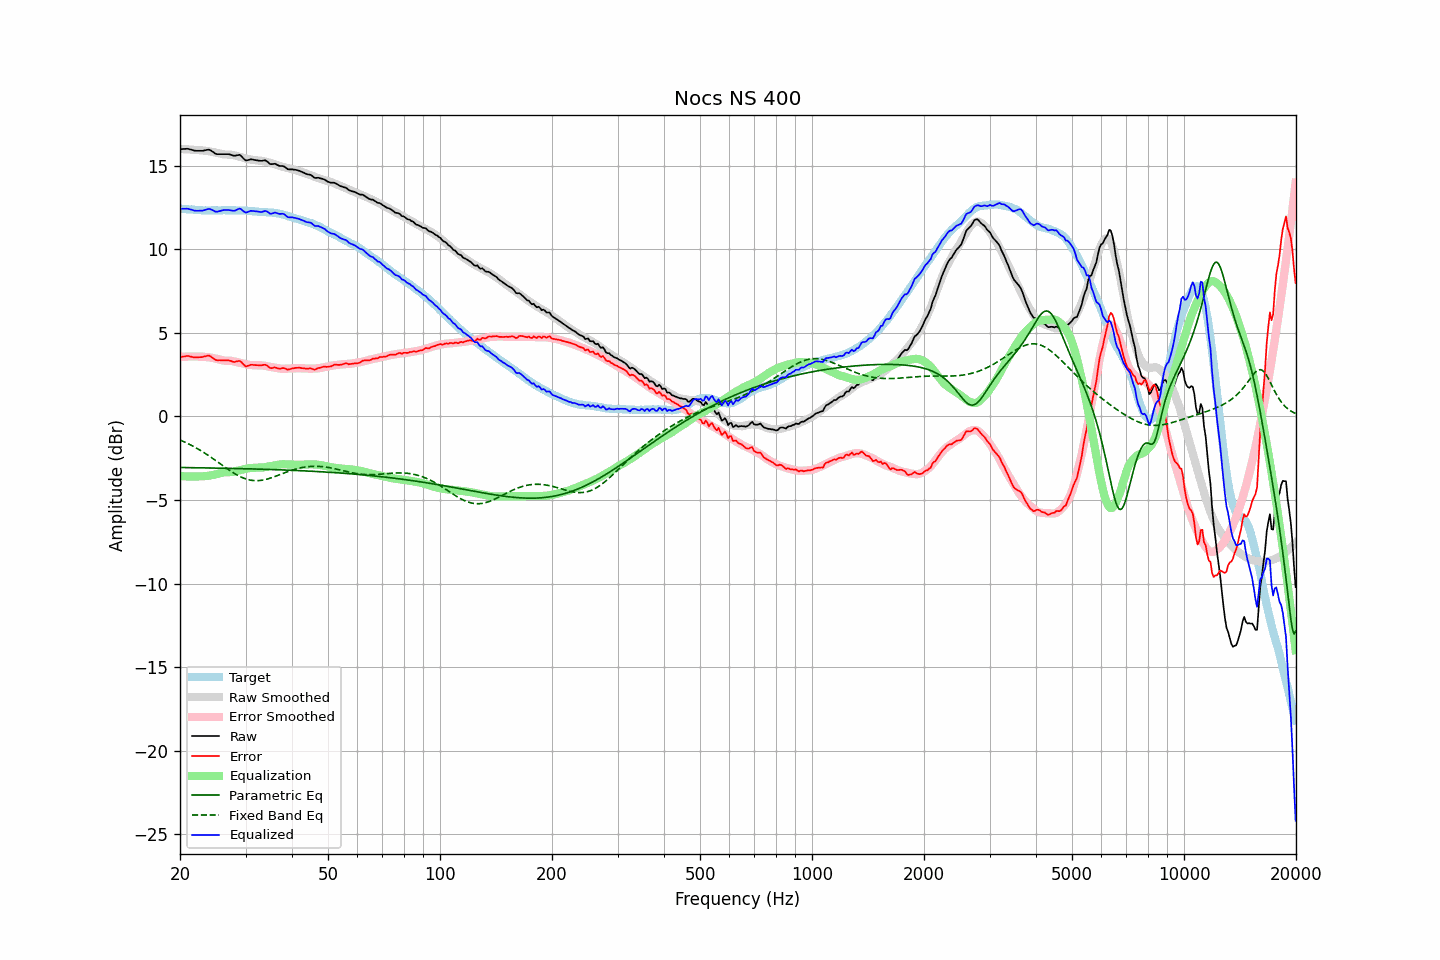 Nocs NS 400
Amplitude (dBr)
15
10
5
0
−5
−10
−15
−20
−25
Target
Raw Smoothed
Error Smoothed
Raw
Error
Equalization
Parametric Eq
Fixed Band Eq
Equalized
20 50 100 200 500 1000 2000 5000 10000 20000
Frequency (Hz)